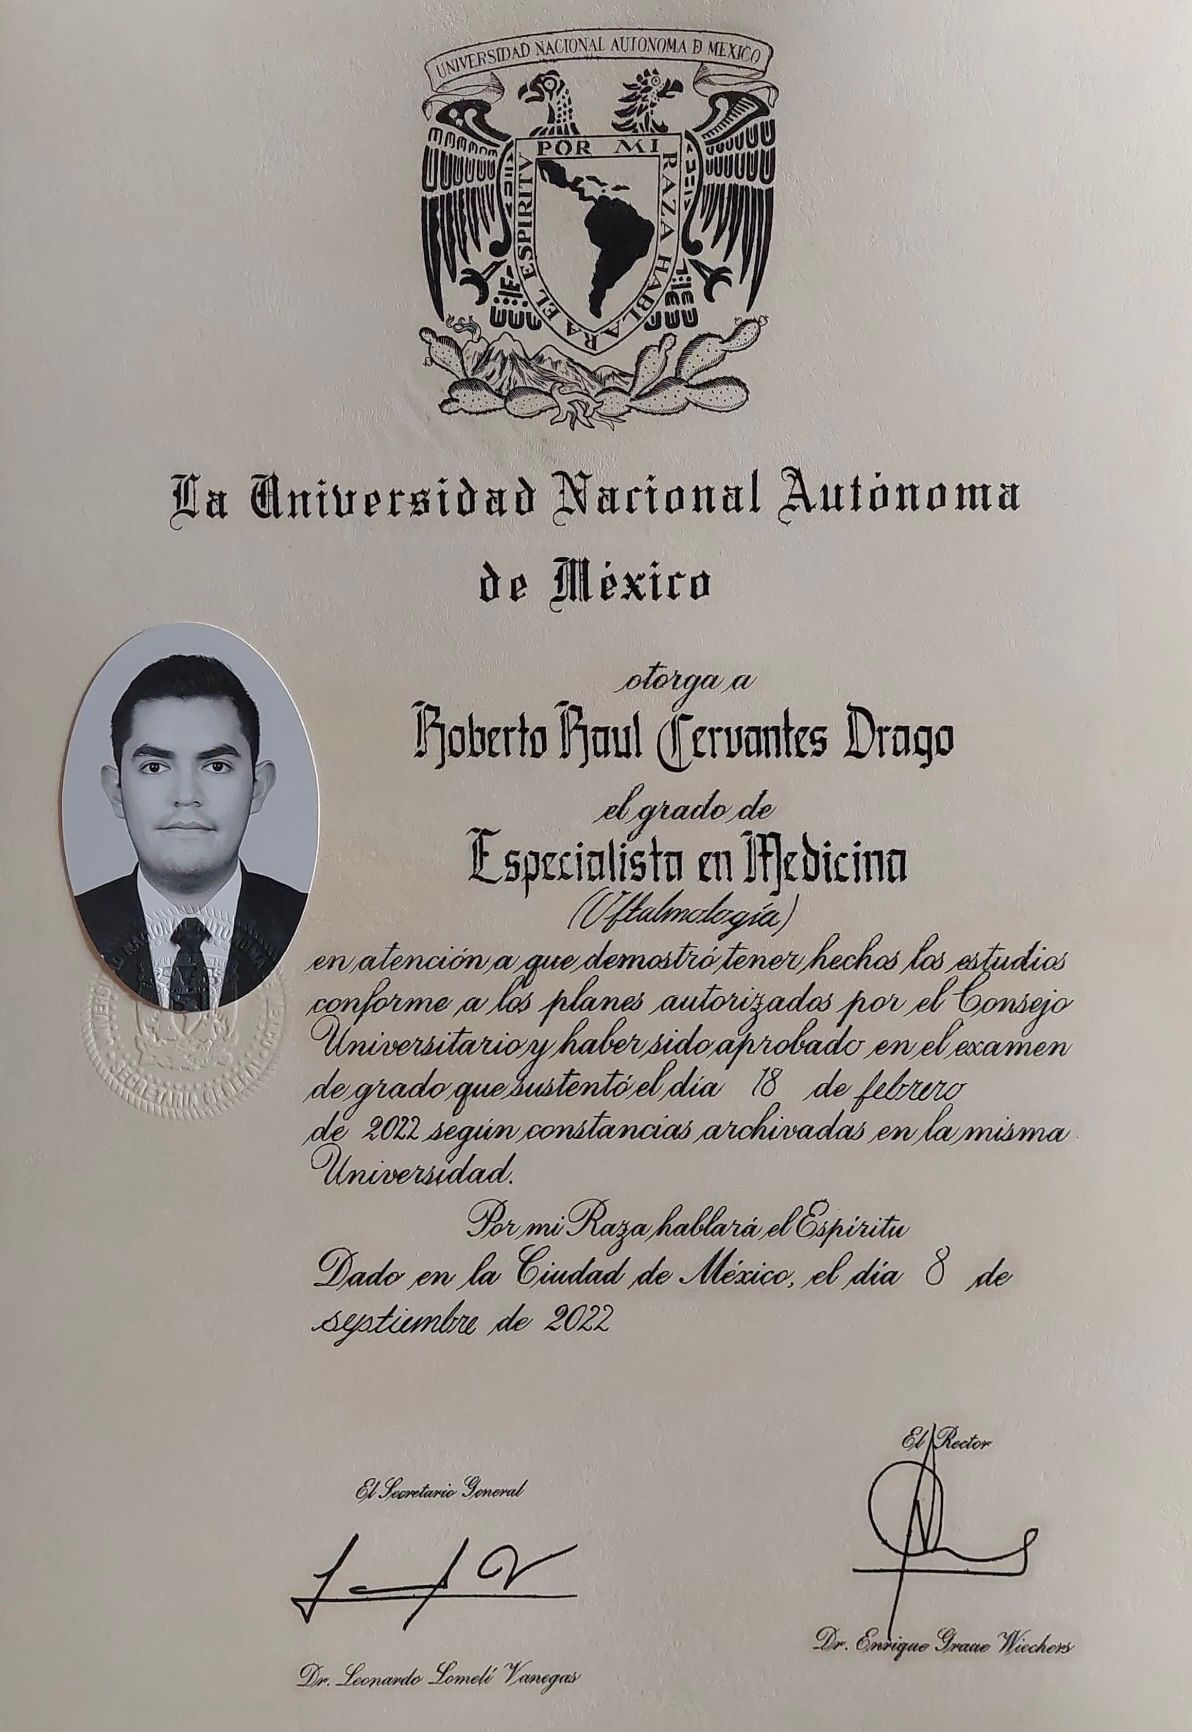 UNIVERSIDAD NACIONAL AUTONOMA D MEXICO
POR MI RAZA HABLARA EL ESPIRITV
La Universidad Nacional Autónoma
de México
otorga a
Roberto Raul Cervantes Drago
el grado de
Especialista en Medicina
(Oftalmología)
en atención a que demostró tener hechos los estudios
conforme a los planes autorizados por el Consejo
Universitario y haber sido aprobado en el examen
de grado que sustentó el día 18 de febrero
de 2022 según constancias archivadas en la misma
Universidad.
Por mi Raza hablará el Espíritu
Dado en la Ciudad de México, el día 8 de
septiembre de 2022
El Rector
El Secretario General
Dr. Enrique Graue Wiechers
Dr. Leonardo Lomelí Vanegas
SECRETARIA GENERAL